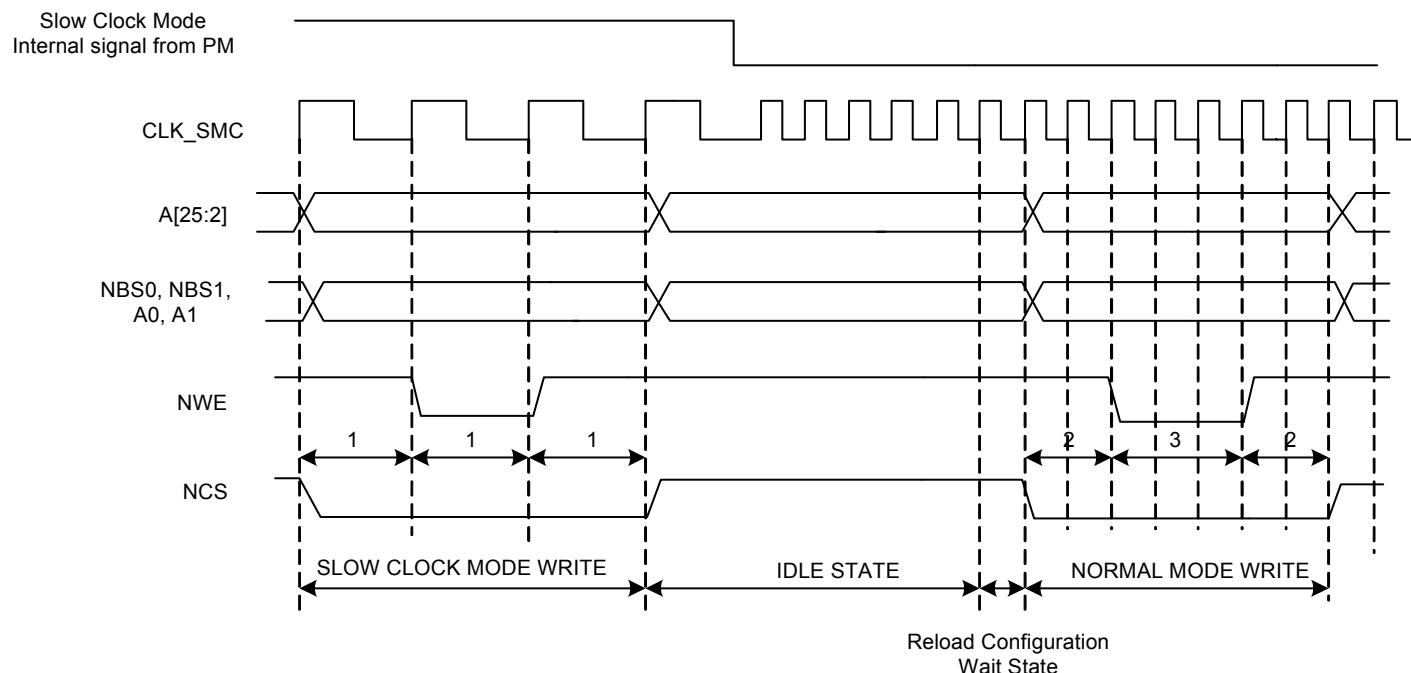 Slow Clock Mode
Internal signal from PM
CLK_SMC
A[25:2]
NBS0, NBS1,
A0, A1
NWE
1 1 1 2 3 2
NCS
SLOW CLOCK MODE WRITE IDLE STATE NORMAL MODE WRITE
Reload Configuration
Wait State